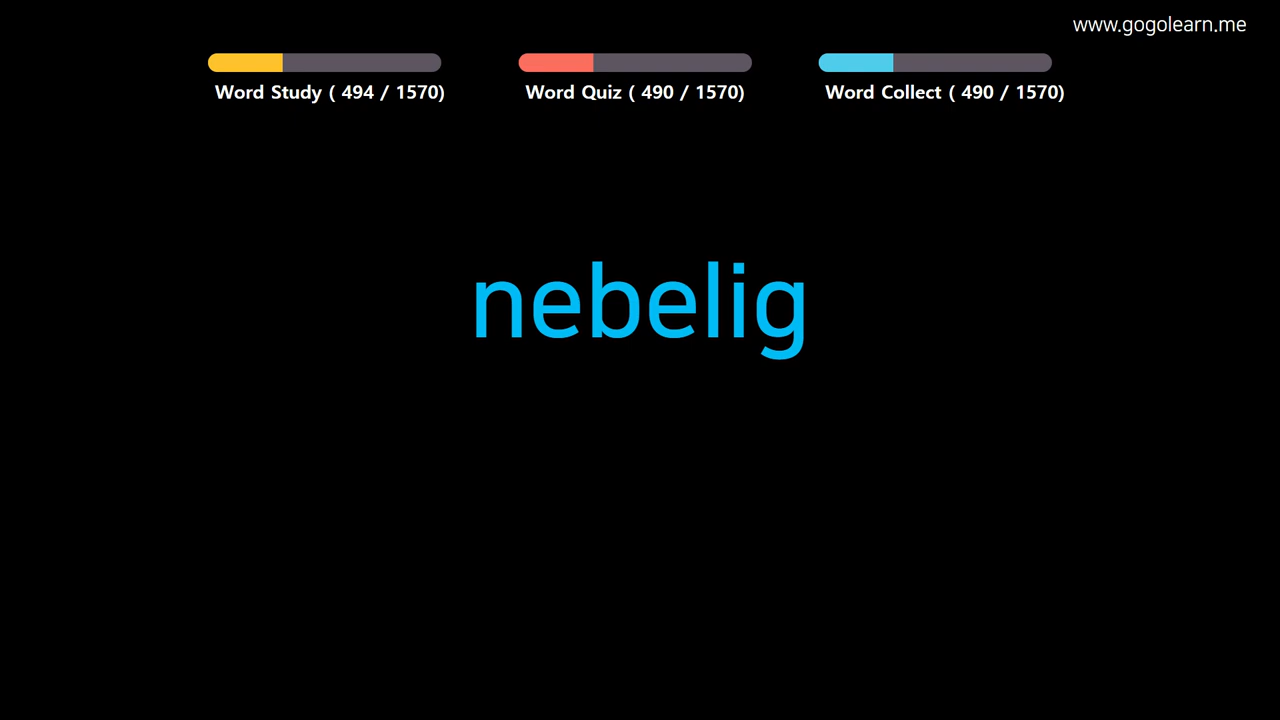 www.gogolearn.me
Word Study ( 494 / 1570)
Word Quiz ( 490 / 1570)
Word Collect ( 490 / 1570)
nebelig